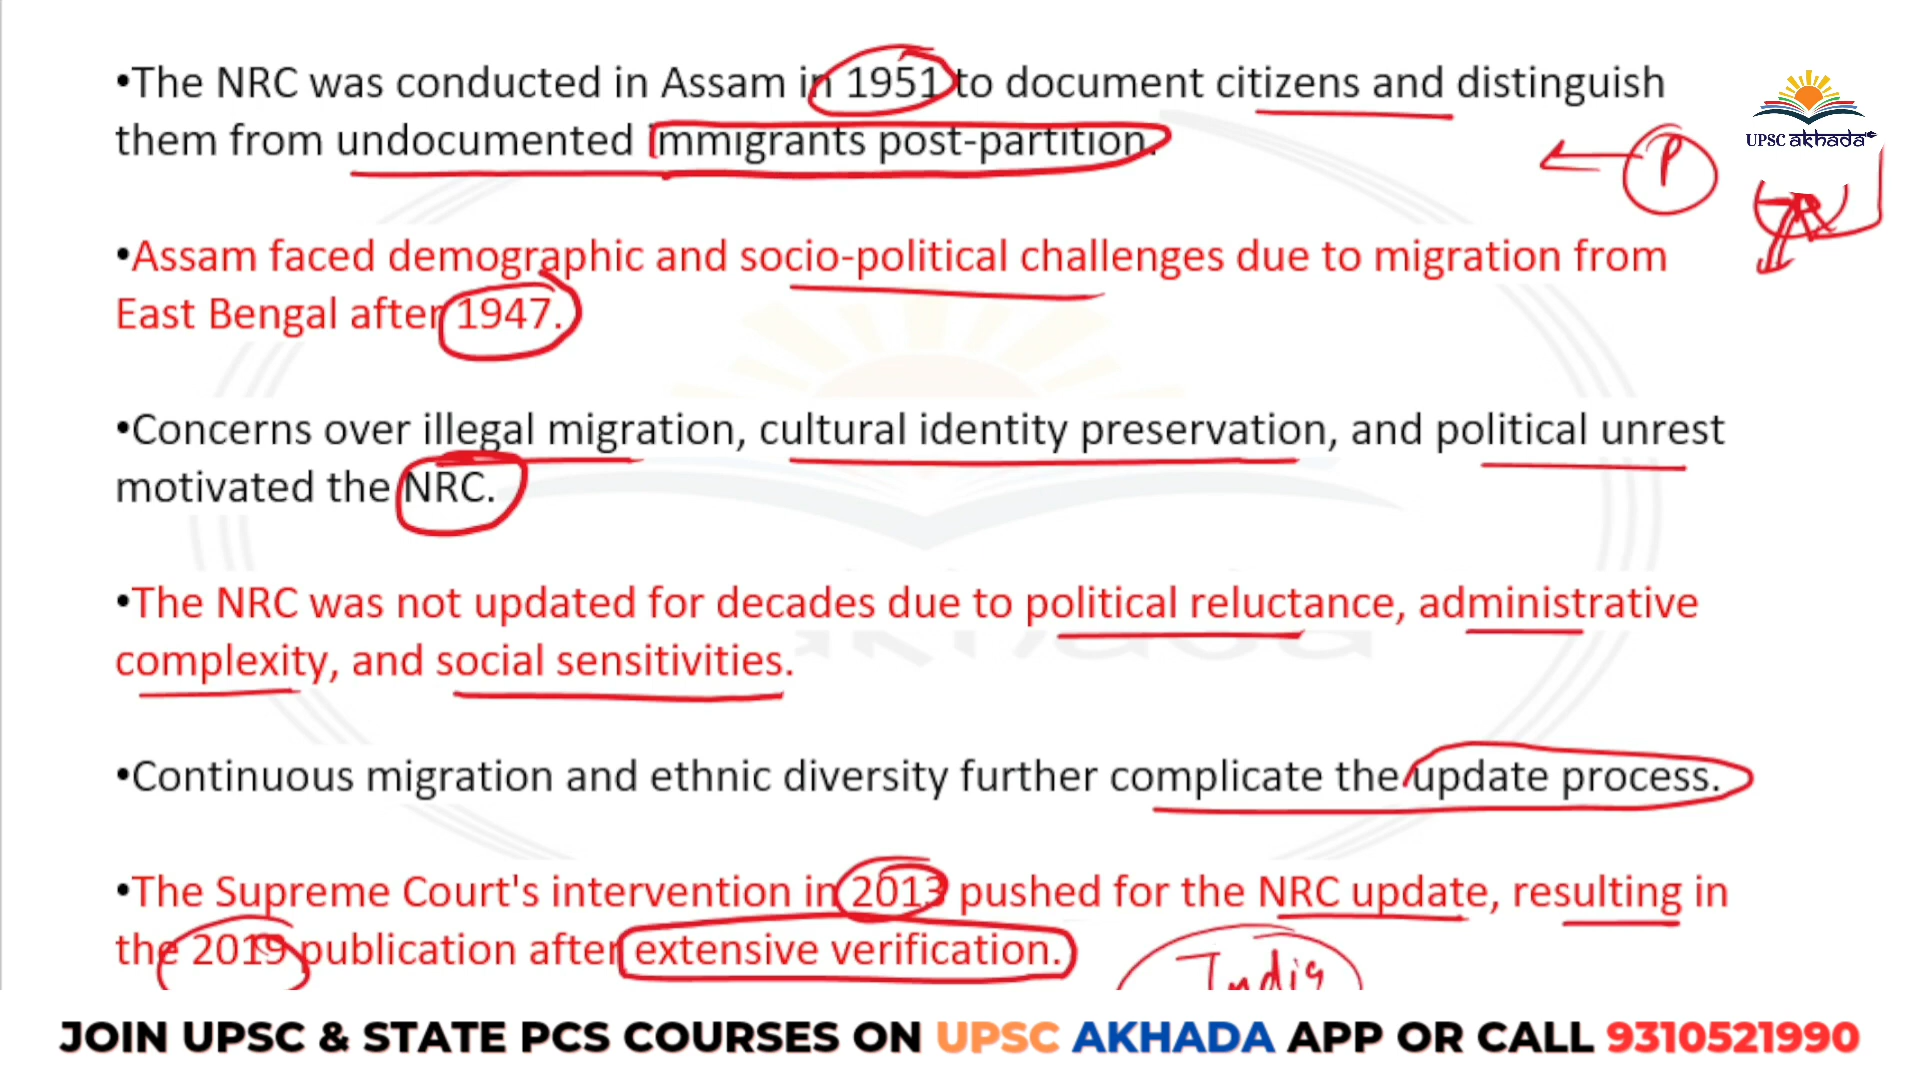 •The NRC was conducted in Assam in 1951 to document citizens and distinguish
them from undocumented immigrants post-partition.
UPSC akhada
P
•Assam faced demographic and socio-political challenges due to migration from
East Bengal after 1947.
•Concerns over illegal migration, cultural identity preservation, and political unrest
motivated the NRC.
•The NRC was not updated for decades due to political reluctance, administrative
complexity, and social sensitivities.
•Continuous migration and ethnic diversity further complicate the update process.
•The Supreme Court's intervention in 2013 pushed for the NRC update, resulting in
the 2019 publication after extensive verification.
India
JOIN UPSC & STATE PCS COURSES ON UPSC AKHADA APP OR CALL 9310521990